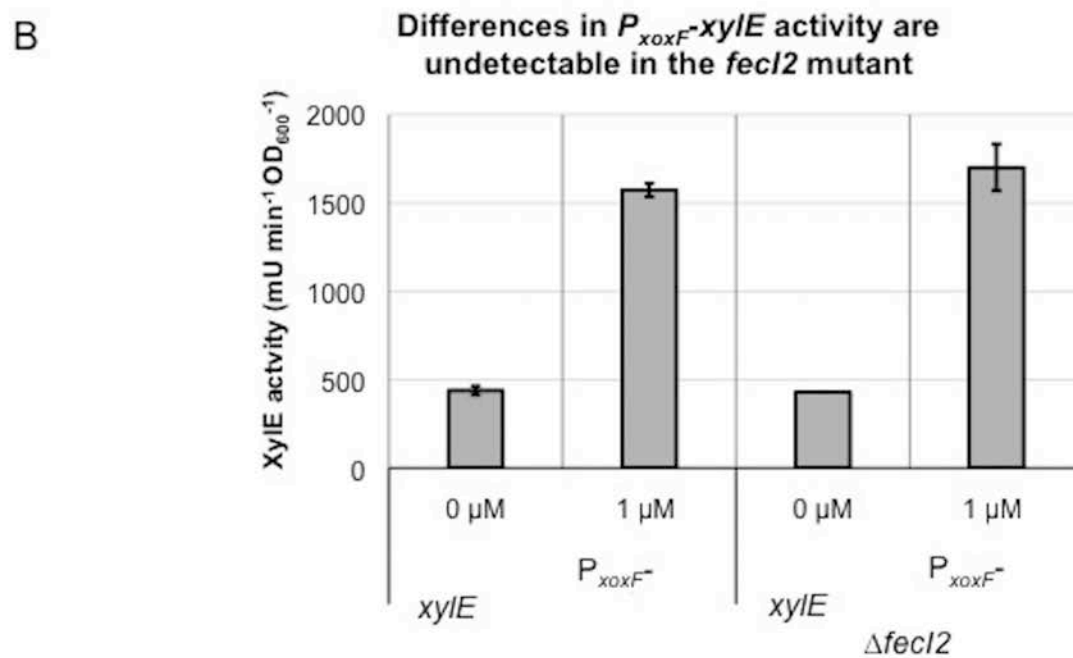 B
Differences in PxoxF-xylE activity are
undetectable in the fecI2 mutant
XylE actvity (mU min⁻¹ OD₆₀₀⁻¹)
2000
1500
1000
500
0
0 µM 1 µM 0 µM 1 µM
PxoxF- PxoxF-
xylE xylE
ΔfecI2